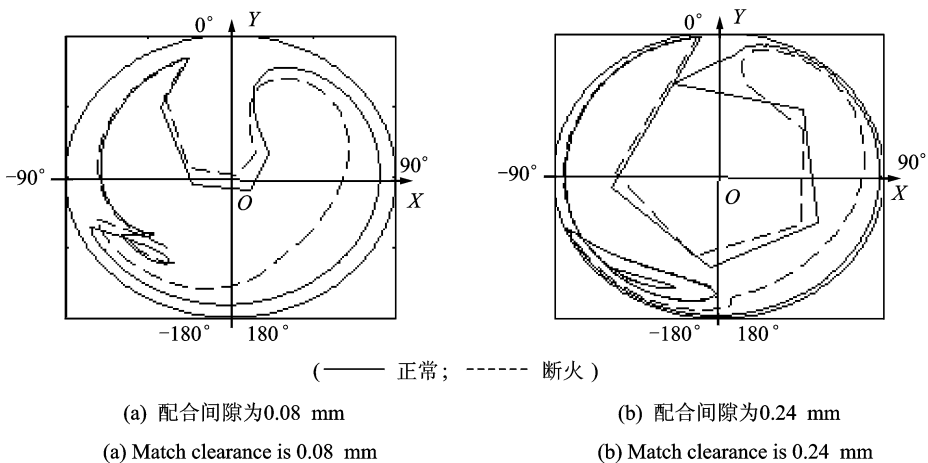 0° Y
90°
−90°
O X
−180° 180°
0° Y
90°
−90°
O X
−180° 180°
( —— 正常； ------ 断火 )
(a) 配合间隙为0.08 mm
(a) Match clearance is 0.08 mm
(b) 配合间隙为0.24 mm
(b) Match clearance is 0.24 mm